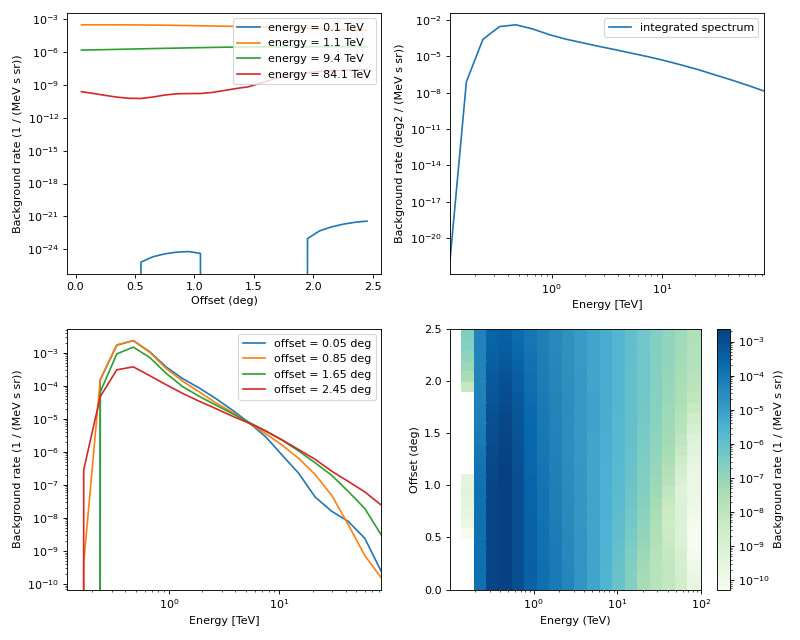 Background rate (1 / (MeV s sr))
10⁻³
10⁻⁶
10⁻⁹
10⁻¹²
10⁻¹⁵
10⁻¹⁸
10⁻²¹
10⁻²⁴
energy = 0.1 TeV
energy = 1.1 TeV
energy = 9.4 TeV
energy = 84.1 TeV
0.0 0.5 1.0 1.5 2.0 2.5
Offset (deg)
Background rate (deg2 / (MeV s sr))
10⁻²
10⁻⁵
10⁻⁸
10⁻¹¹
10⁻¹⁴
10⁻¹⁷
10⁻²⁰
integrated spectrum
10⁰ 10¹
Energy [TeV]
Background rate (1 / (MeV s sr))
10⁻³
10⁻⁴
10⁻⁵
10⁻⁶
10⁻⁷
10⁻⁸
10⁻⁹
10⁻¹⁰
offset = 0.05 deg
offset = 0.85 deg
offset = 1.65 deg
offset = 2.45 deg
10⁰ 10¹
Energy [TeV]
Offset (deg)
2.5
2.0
1.5
1.0
0.5
0.0
10⁰ 10¹ 10²
Energy (TeV)
10⁻³
10⁻⁴
10⁻⁵
10⁻⁶
10⁻⁷
10⁻⁸
10⁻⁹
10⁻¹⁰
Background rate (1 / (MeV s sr))